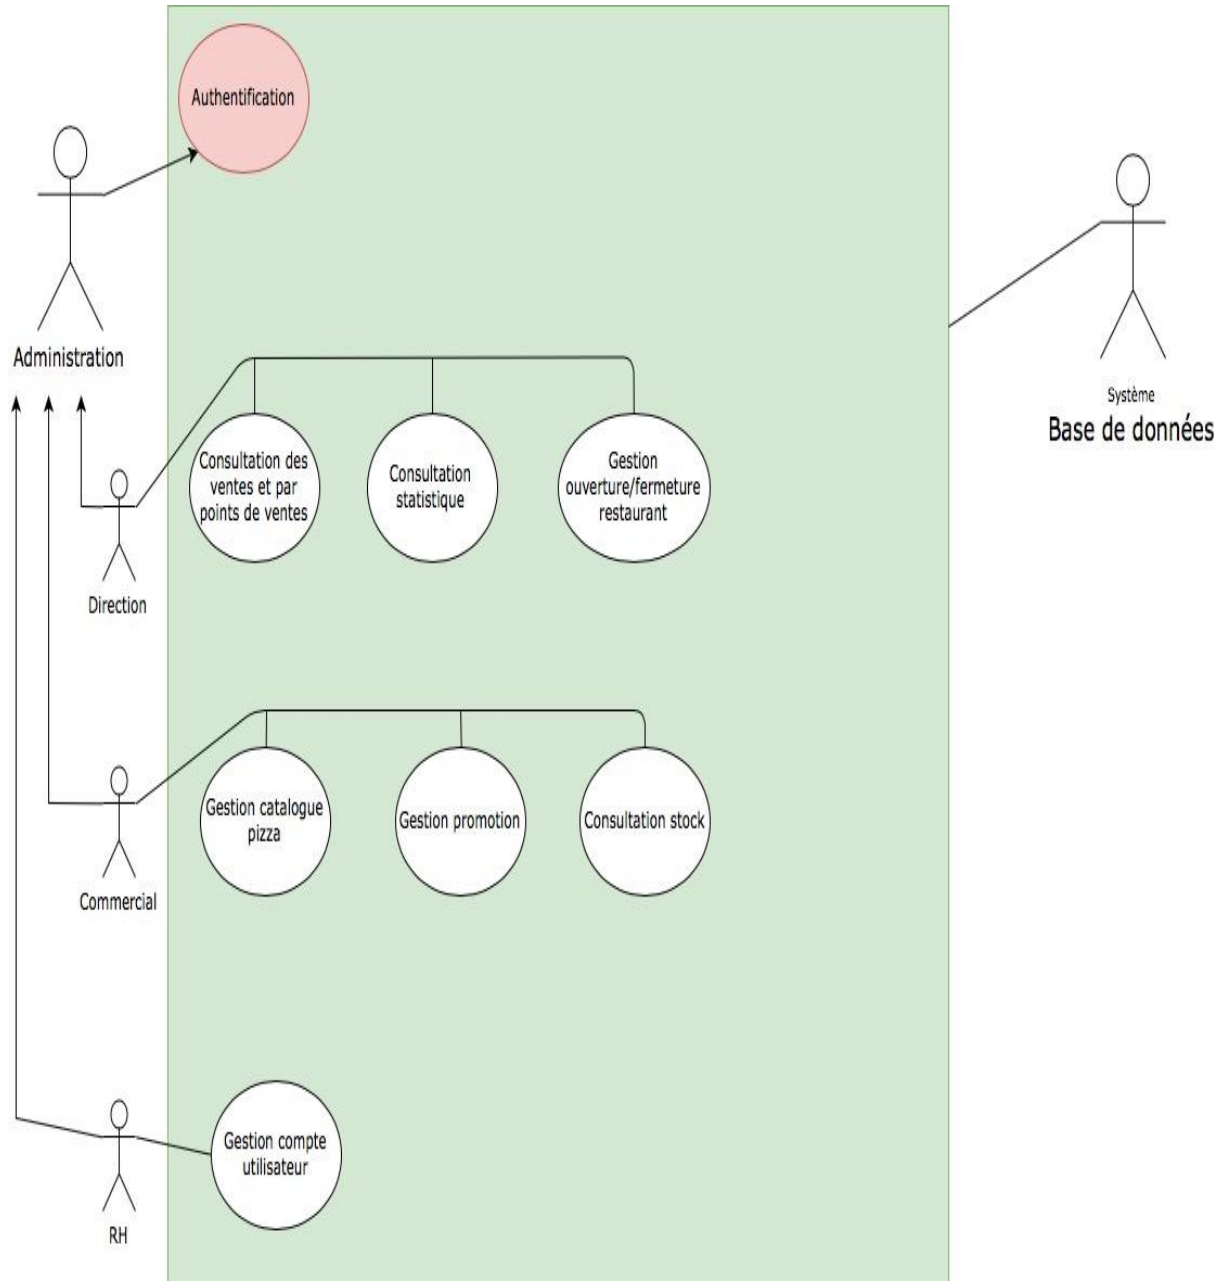 Authentification
Administration
Système
Base de données
Consultation des
ventes et par
points de ventes
Consultation
statistique
Gestion
ouverture/fermeture
restaurant
Direction
Gestion catalogue
pizza
Gestion promotion
Consultation stock
Commercial
Gestion compte
utilisateur
RH